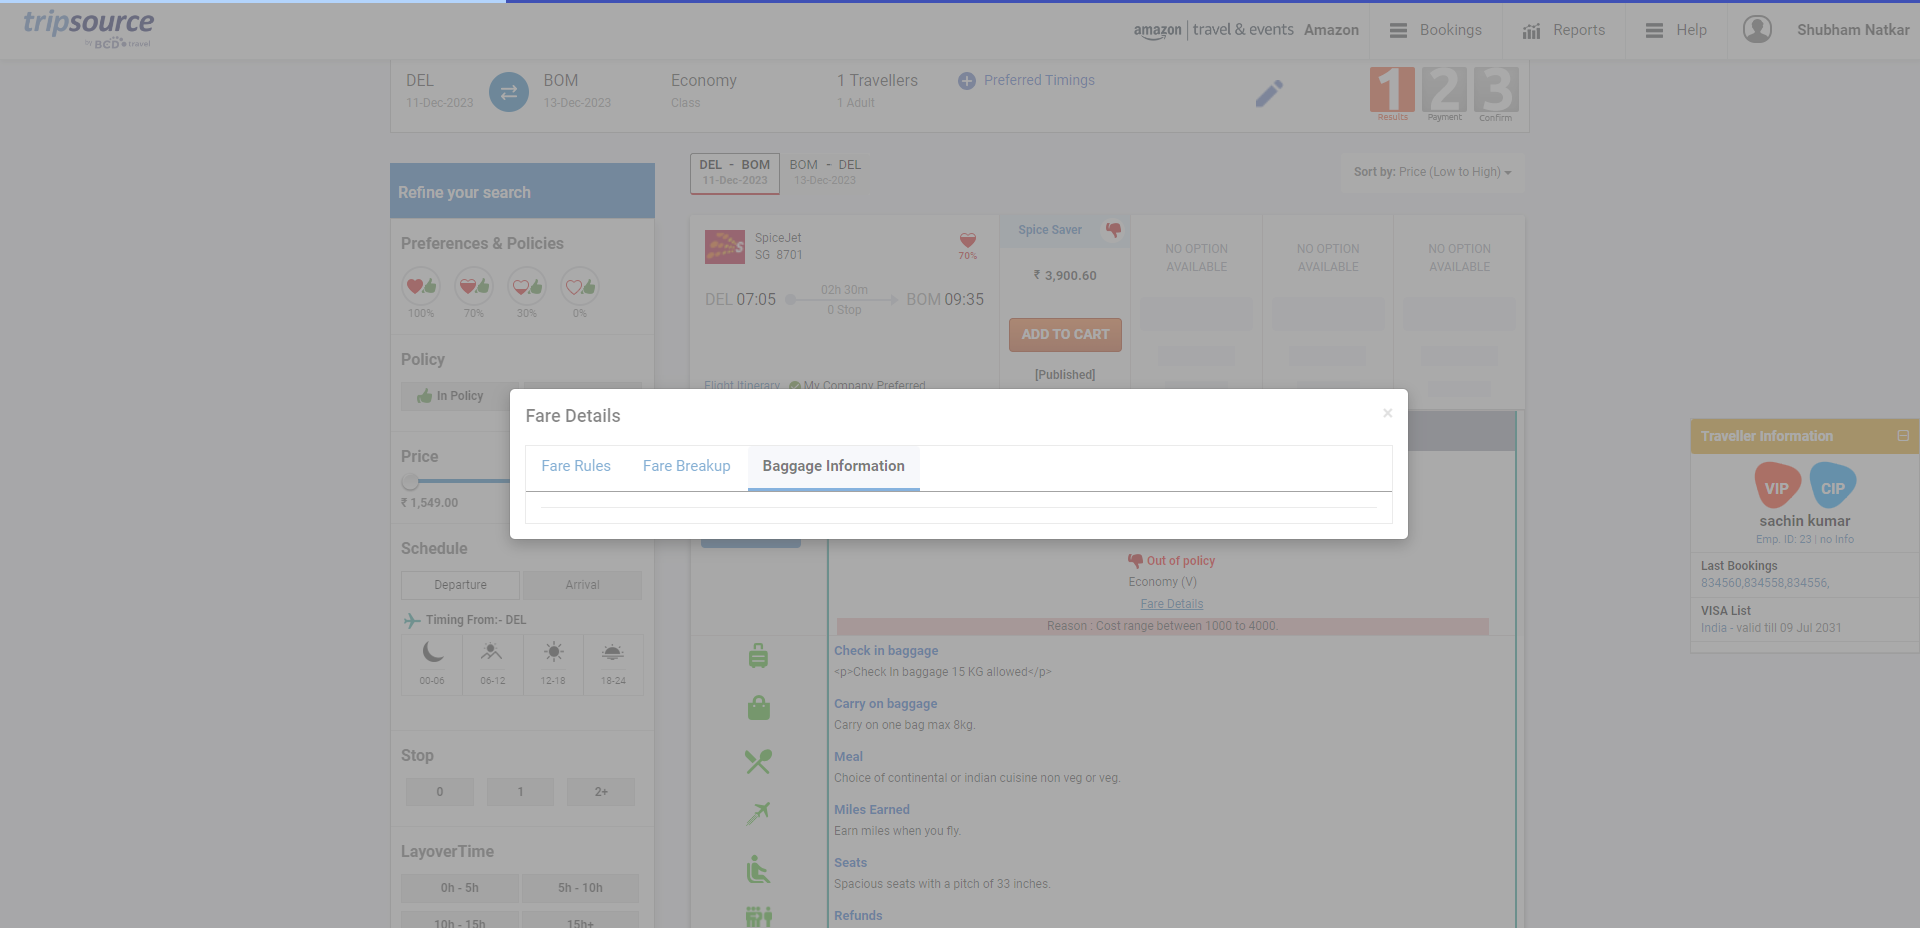 tripsource
by BCD travel
amazon | travel & events Amazon
Bookings
Reports
Help
Shubham Natkar
DEL
11-Dec-2023
BOM
13-Dec-2023
Economy
Class
1 Travellers
1 Adult
Preferred Timings
1 2 3
Results Payment Confirm
Refine your search
Preferences & Policies
100% 70% 30% 0%
Policy
In Policy
Price
₹ 1,549.00
Schedule
Departure Arrival
Timing From:- DEL
00-06 06-12 12-18 18-24
Stop
0 1 2+
LayoverTime
0h - 5h 5h - 10h
10h - 15h 15h+
DEL - BOM
11-Dec-2023
BOM - DEL
13-Dec-2023
Sort by: Price (Low to High)
SpiceJet
SG 8701
70%
DEL 07:05
02h 30m
0 Stop
BOM 09:35
Flight Itinerary My Company Preferred
Spice Saver
₹ 3,900.60
ADD TO CART
[Published]
NO OPTION
AVAILABLE
NO OPTION
AVAILABLE
NO OPTION
AVAILABLE
Fare Details
×
Fare Rules Fare Breakup Baggage Information
Out of policy
Economy (V)
Fare Details
Reason : Cost range between 1000 to 4000.
Check in baggage
<p>Check In baggage 15 KG allowed</p>
Carry on baggage
Carry on one bag max 8kg.
Meal
Choice of continental or indian cuisine non veg or veg.
Miles Earned
Earn miles when you fly.
Seats
Spacious seats with a pitch of 33 inches.
Refunds
Traveller Information
VIP CIP
sachin kumar
Emp. ID: 23 | no Info
Last Bookings
834560,834558,834556,
VISA List
India - valid till 09 Jul 2031